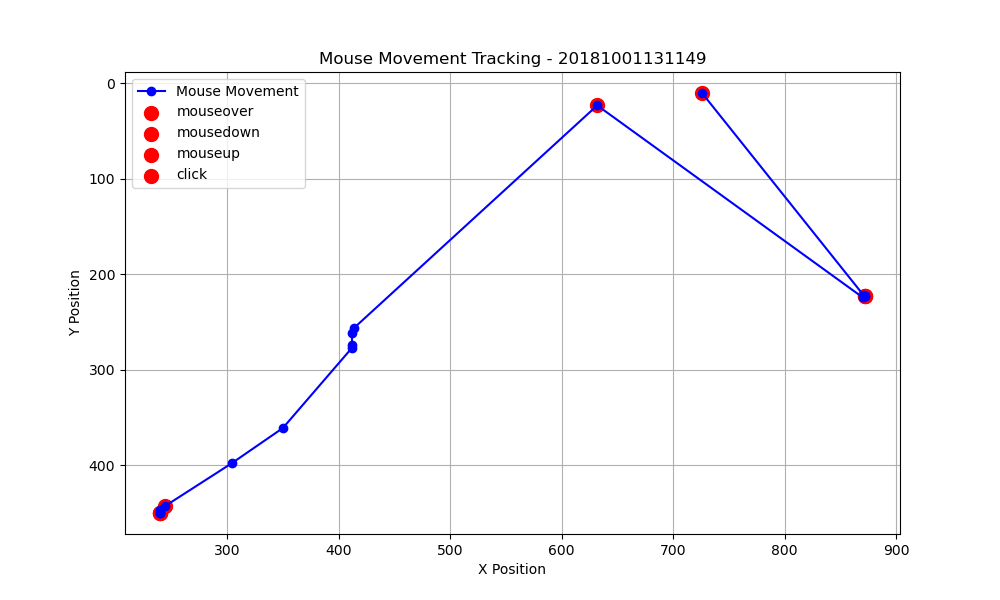 Mouse Movement Tracking - 20181001131149
Mouse Movement
mouseover
mousedown
mouseup
click
0
100
200
300
400
Y Position
300 400 500 600 700 800 900
X Position